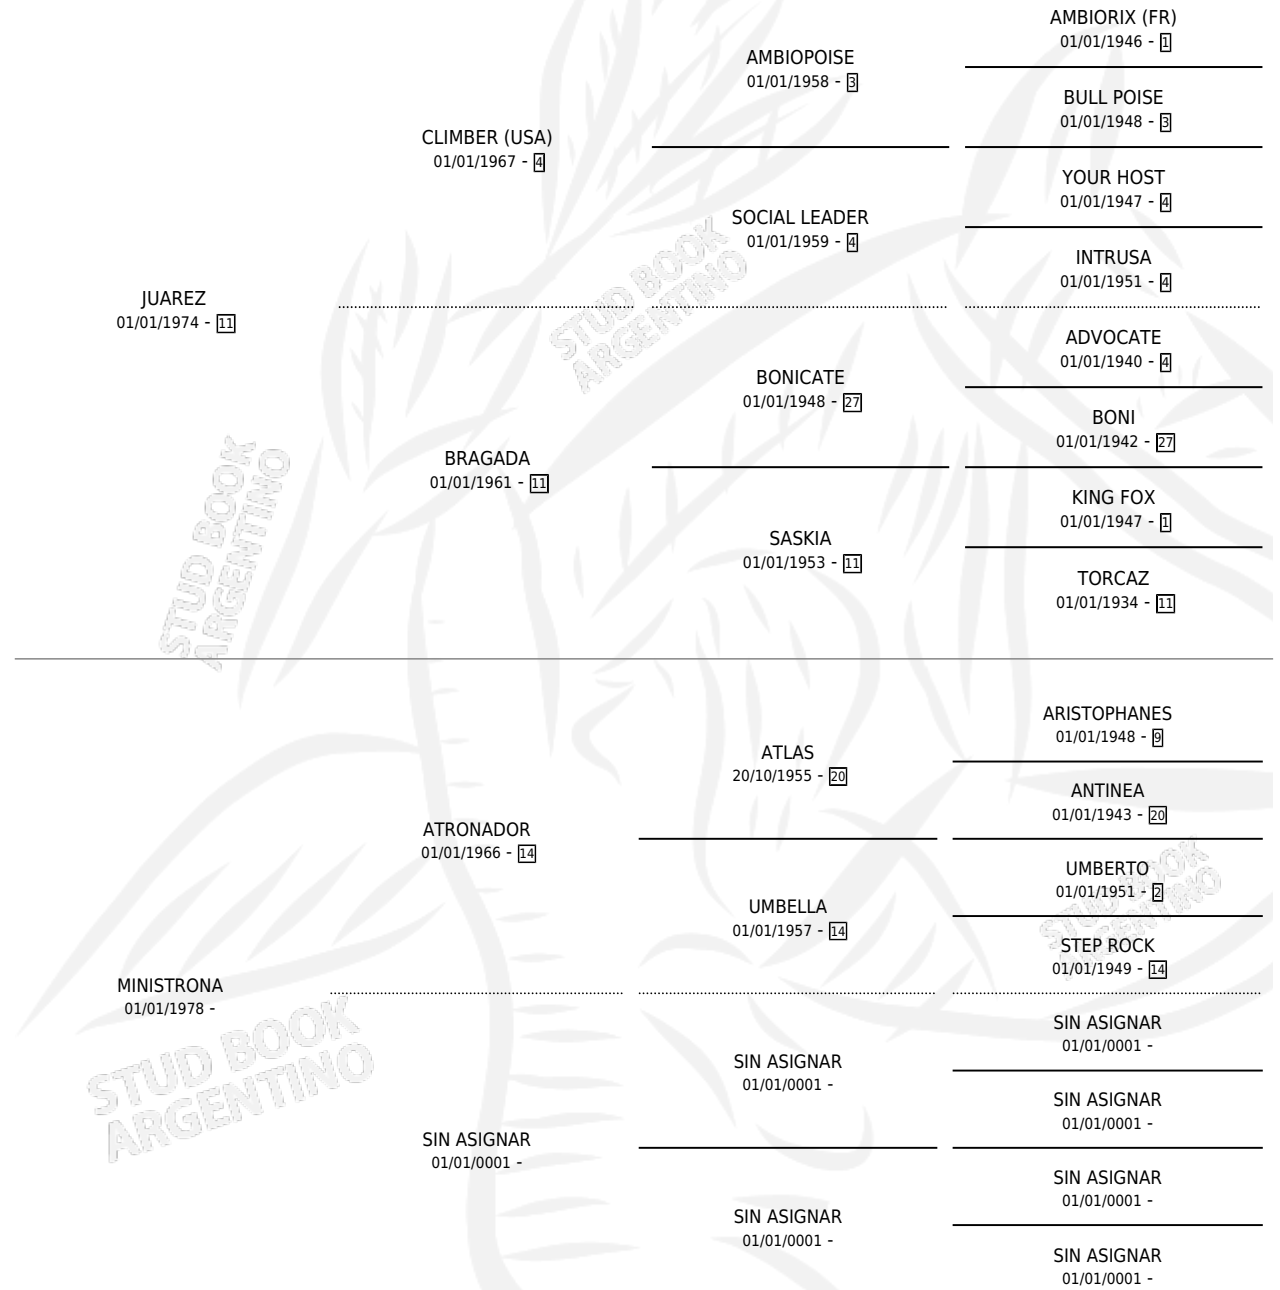 JUAREZ
01/01/1974 - 11
CLIMBER (USA)
01/01/1967 - 4
BRAGADA
01/01/1961 - 11
AMBIOPOISE
01/01/1958 - 3
SOCIAL LEADER
01/01/1959 - 4
BONICATE
01/01/1948 - 27
SASKIA
01/01/1953 - 11
AMBIORIX (FR)
01/01/1946 - 1
BULL POISE
01/01/1948 - 3
YOUR HOST
01/01/1947 - 4
INTRUSA
01/01/1951 - 4
ADVOCATE
01/01/1940 - 4
BONI
01/01/1942 - 27
KING FOX
01/01/1947 - 1
TORCAZ
01/01/1934 - 11
MINISTRONA
01/01/1978 -
ATRONADOR
01/01/1966 - 14
SIN ASIGNAR
01/01/0001 -
ATLAS
20/10/1955 - 20
UMBELLA
01/01/1957 - 14
SIN ASIGNAR
01/01/0001 -
SIN ASIGNAR
01/01/0001 -
ARISTOPHANES
01/01/1948 - 9
ANTINEA
01/01/1943 - 20
UMBERTO
01/01/1951 - 2
STEP ROCK
01/01/1949 - 14
SIN ASIGNAR
01/01/0001 -
SIN ASIGNAR
01/01/0001 -
SIN ASIGNAR
01/01/0001 -
SIN ASIGNAR
01/01/0001 -
STUD BOOK
ARGENTINO
STUD BOOK
ARGENTINO
STUD BOOK
ARGENTINO
STUD BOOK
ARGENTINO